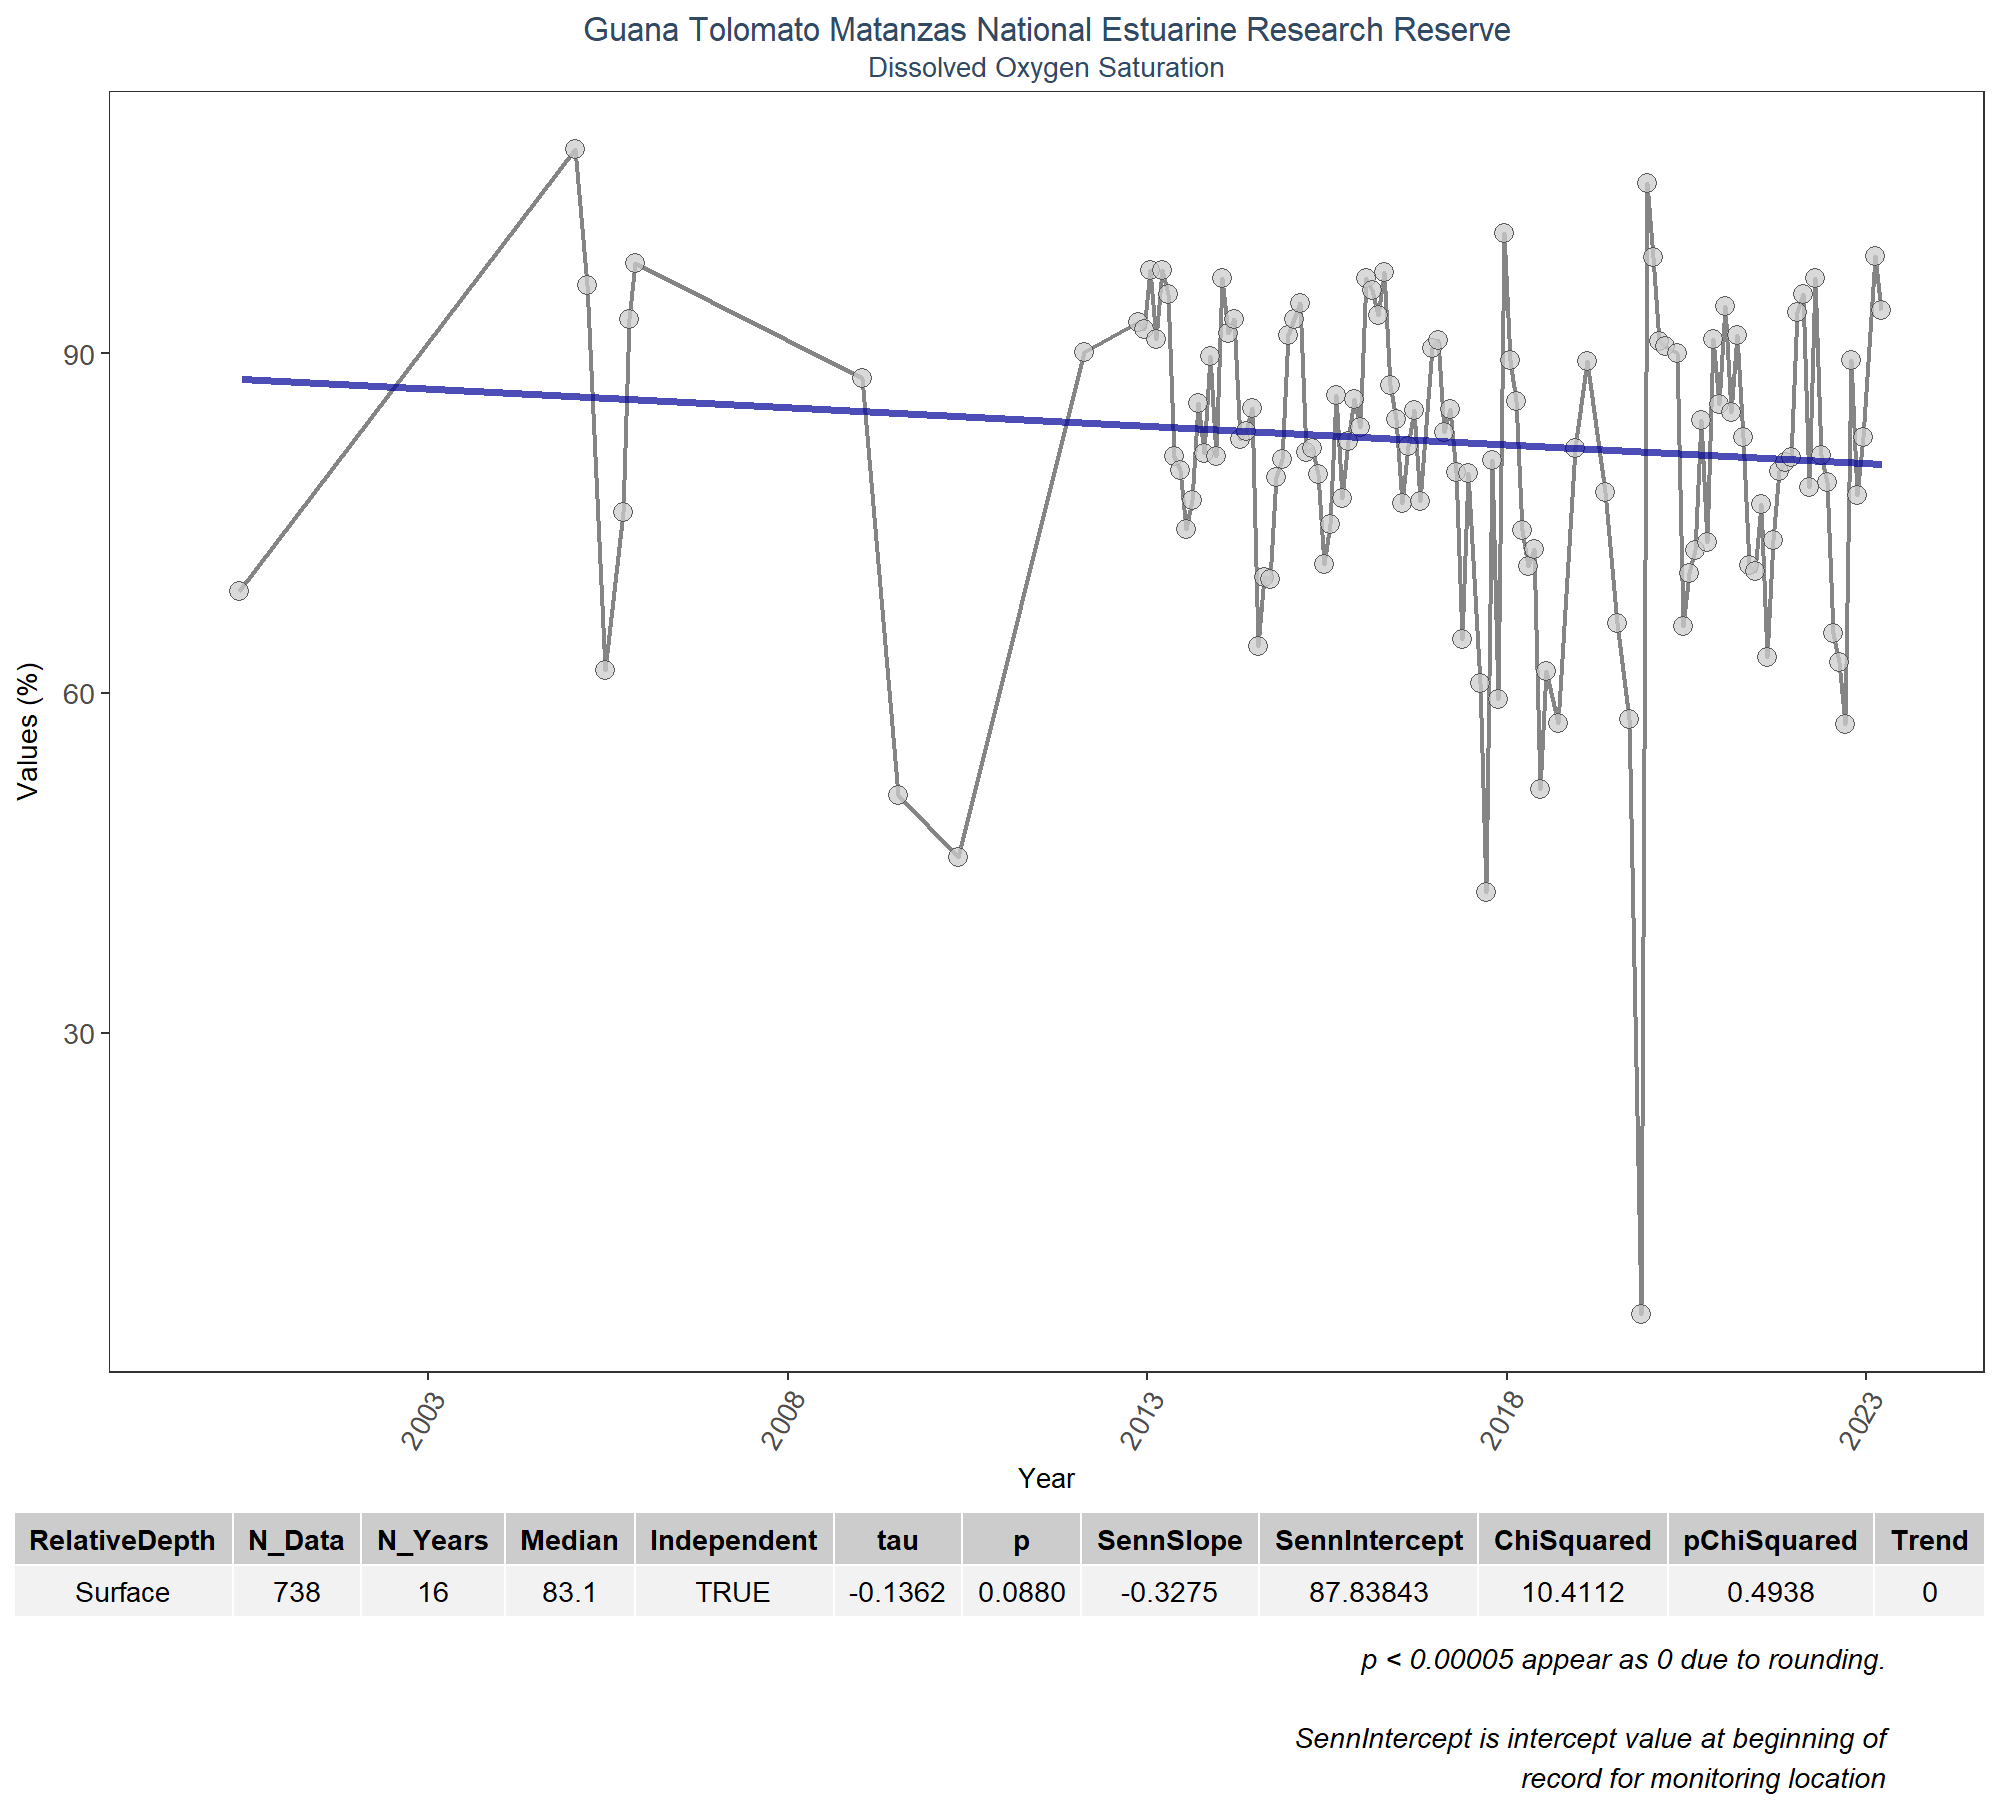 Guana Tolomato Matanzas National Estuarine Research Reserve
Dissolved Oxygen Saturation
Values (%)
90
60
30
2003
2008
2013
2018
2023
Year
RelativeDepth N_Data N_Years Median Independent tau p SennSlope SennIntercept ChiSquared pChiSquared Trend
Surface 738 16 83.1 TRUE -0.1362 0.0880 -0.3275 87.83843 10.4112 0.4938 0
p < 0.00005 appear as 0 due to rounding.
SennIntercept is intercept value at beginning of
record for monitoring location